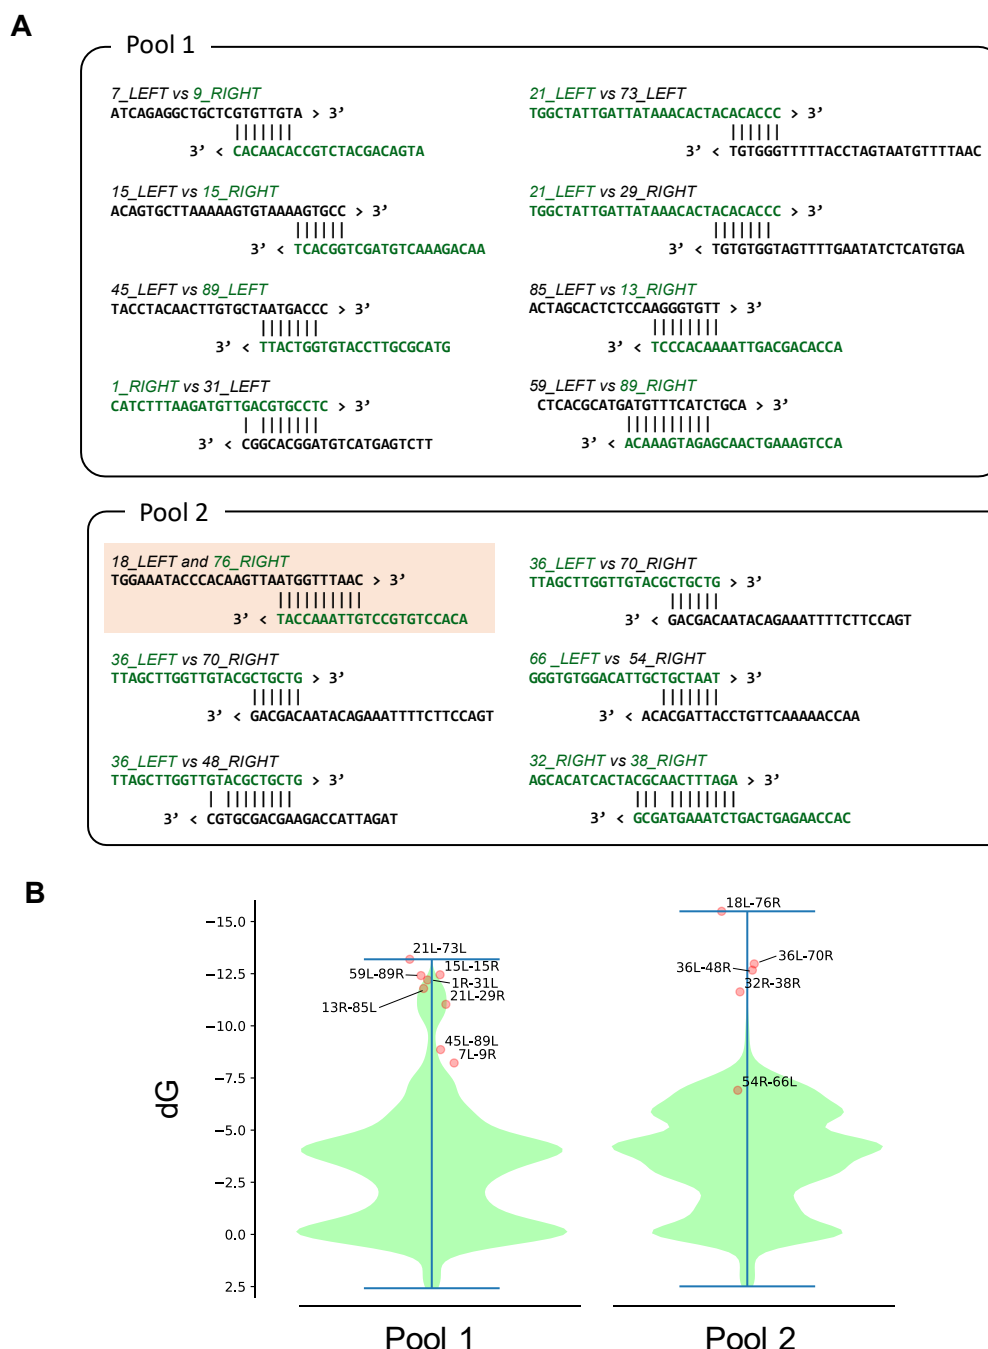 A
Pool 1
7_LEFT vs 9_RIGHT
ATCAGAGGCTGCTCGTGTTGTA > 3’
3’ < CACAACACCGTCTACGACAGTA
15_LEFT vs 15_RIGHT
ACAGTGCTTAAAAAGTGTAAAAGTGCC > 3’
3’ < TCACGGTCGATGTCAAAGACAA
45_LEFT vs 89_LEFT
TACCTACAACTTGTGCTAATGACCC > 3’
3’ < TTACTGGTGTACCTTGCGCATG
1_RIGHT vs 31_LEFT
CATCTTTAAGATGTTGACGTGCCTC > 3’
3’ < CGGCACGGATGTCATGAGTCTT
21_LEFT vs 73_LEFT
TGGCTATTGATTATAAACACTACACACCC > 3’
3’ < TGTGGGTTTTTACCTAGTAATGTTTTAAC
21_LEFT vs 29_RIGHT
TGGCTATTGATTATAAACACTACACACCC > 3’
3’ < TGTGTGGTAGTTTTGAATATCTCATGTGA
85_LEFT vs 13_RIGHT
ACTAGCACTCTCCAAGGGTGTT > 3’
3’ < TCCCACAAAATTGACGACACCA
59_LEFT vs 89_RIGHT
CTCACGCATGATGTTTCATCTGCA > 3’
3’ < ACAAAGTAGAGCAACTGAAAGTCCA
Pool 2
18_LEFT and 76_RIGHT
TGGAAATACCCACAAGTTAATGGTTTAAC > 3’
3’ < TACCAAATTGTCCGTGTCCACA
36_LEFT vs 70_RIGHT
TTAGCTTGGTTGTACGCTGCTG > 3’
3’ < GACGACAATACAGAAATTTTCTTCCAGT
36_LEFT vs 48_RIGHT
TTAGCTTGGTTGTACGCTGCTG > 3’
3’ < CGTGCGACGAAGACCATTAGAT
36_LEFT vs 70_RIGHT
TTAGCTTGGTTGTACGCTGCTG > 3’
3’ < GACGACAATACAGAAATTTTCTTCCAGT
66 _LEFT vs 54_RIGHT
GGGTGTGGACATTGCTGCTAAT > 3’
3’ < ACACGATTACCTGTTCAAAAACCAA
32_RIGHT vs 38_RIGHT
AGCACATCACTACGCAACTTTAGA > 3’
3’ < GCGATGAAATCTGACTGAGAACCAC
B
dG
−15.0
−12.5
−10.0
−7.5
−5.0
−2.5
0.0
2.5
21L-73L
59L-89R
15L-15R
1R-31L
13R-85L
21L-29R
45L-89L
7L-9R
18L-76R
36L-70R
36L-48R
32R-38R
54R-66L
Pool 1
Pool 2